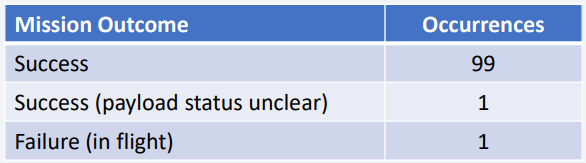 Mission Outcome Occurrences
Success 99
Success (payload status unclear) 1
Failure (in flight) 1